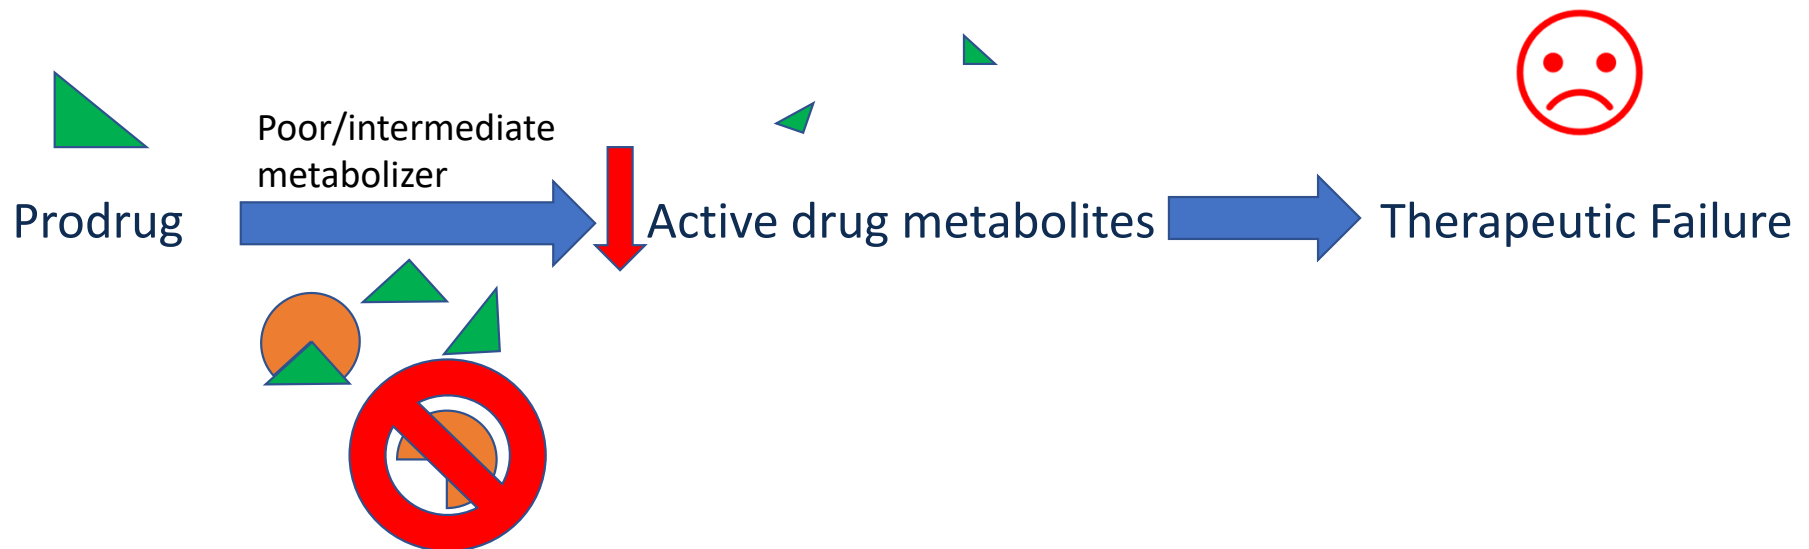 Poor/intermediate
metabolizer
Prodrug
Active drug metabolites
Therapeutic Failure